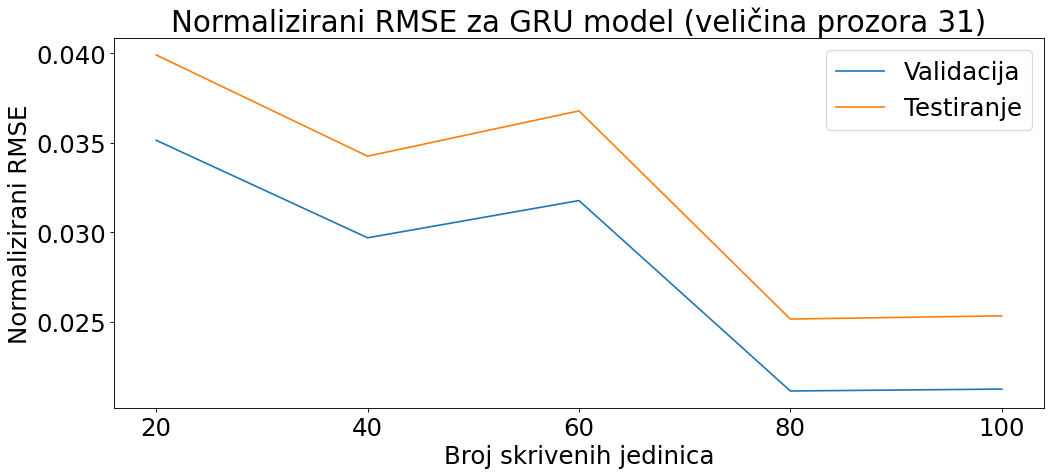 Normalizirani RMSE za GRU model (veličina prozora 31)
Normalizirani RMSE
0.040
0.035
0.030
0.025
Validacija
Testiranje
20 40 60 80 100
Broj skrivenih jedinica